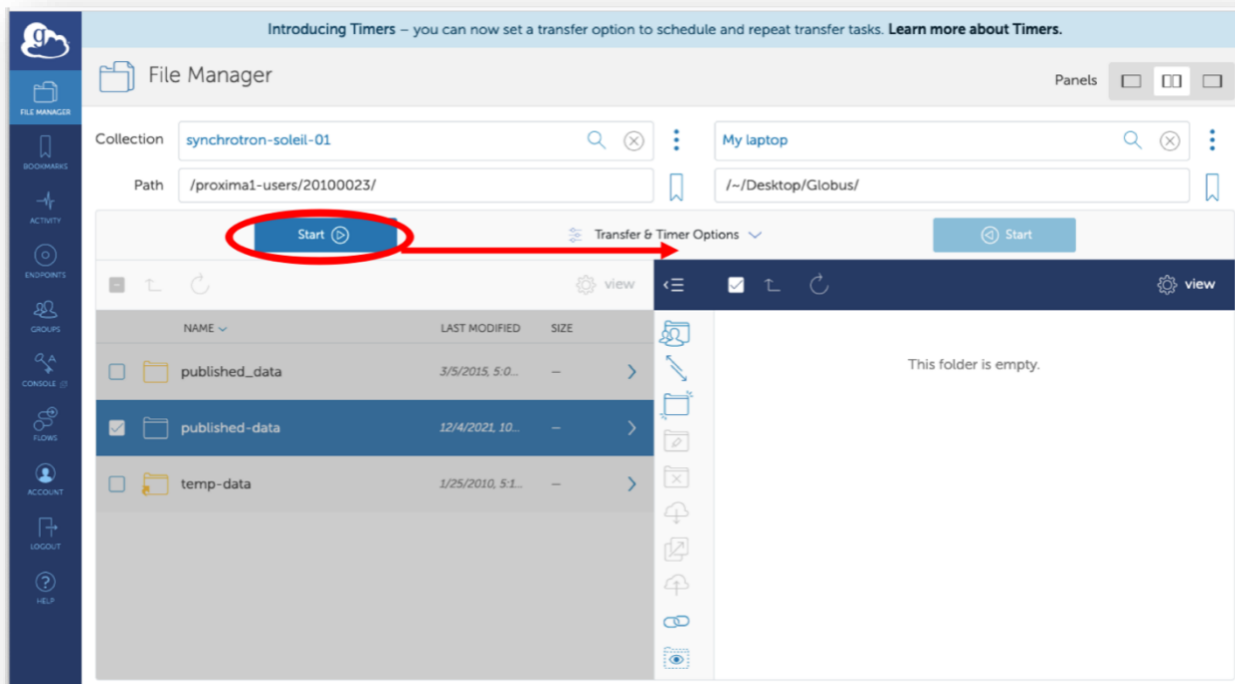 Introducing Timers – you can now set a transfer option to schedule and repeat transfer tasks. Learn more about Timers.
g
File Manager
Panels
FILE MANAGER
BOOKMARKS
ACTIVITY
ENDPOINTS
GROUPS
CONSOLE
FLOWS
ACCOUNT
LOGOUT
HELP
Collection synchrotron-soleil-01 My laptop
Path /proxima1-users/20100023/ /~/Desktop/Globus/
Start Transfer & Timer Options Start
view view
NAME LAST MODIFIED SIZE
published_data 3/5/2015, 5:0... —
This folder is empty.
published-data 12/4/2021, 10... —
temp-data 1/25/2010, 5:1... —